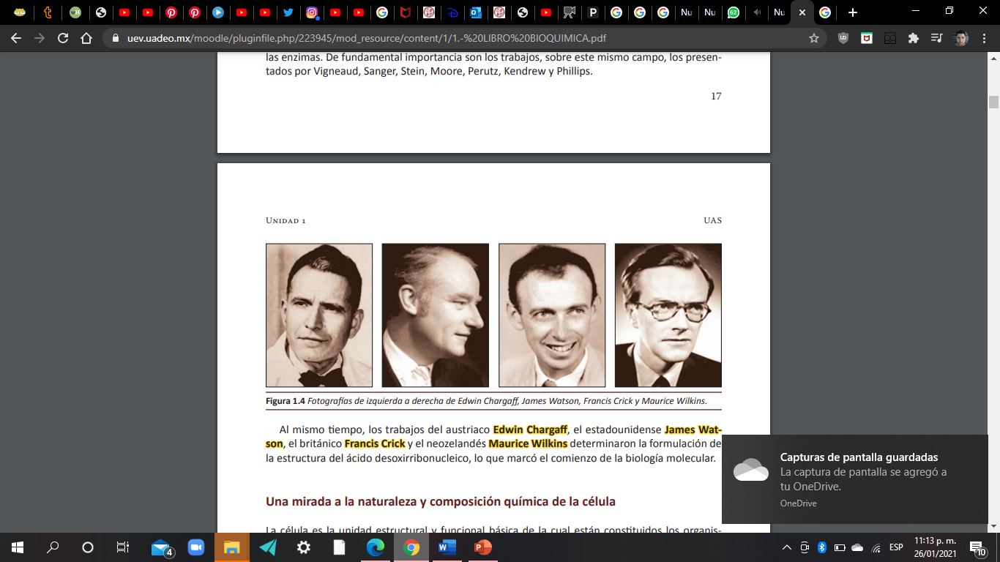 Nu
Nu
62
Nu
uev.uadeo.mx/moodle/pluginfile.php/223945/mod_resource/content/1/1.-%20LIBRO%20BIOQUIMICA.pdf
las enzimas. De fundamental importancia son los trabajos, sobre este mismo campo, los presen-
tados por Vigneaud, Sanger, Stein, Moore, Perutz, Kendrew y Phillips.
17
Unidad 1
UAS
Figura 1.4 Fotografías de izquierda a derecha de Edwin Chargaff, James Watson, Francis Crick y Maurice Wilkins.
Al mismo tiempo, los trabajos del austriaco Edwin Chargaff, el estadounidense James Wat-
son, el británico Francis Crick y el neozelandés Maurice Wilkins determinaron la formulación de
la estructura del ácido desoxirribonucleico, lo que marcó el comienzo de la biología molecular.
Una mirada a la naturaleza y composición química de la célula
La célula es la unidad estructural y funcional básica de la cual están constituidos los organis-
Capturas de pantalla guardadas
La captura de pantalla se agregó a
tu OneDrive.
OneDrive
4
ESP
11:13 p. m.
26/01/2021
10